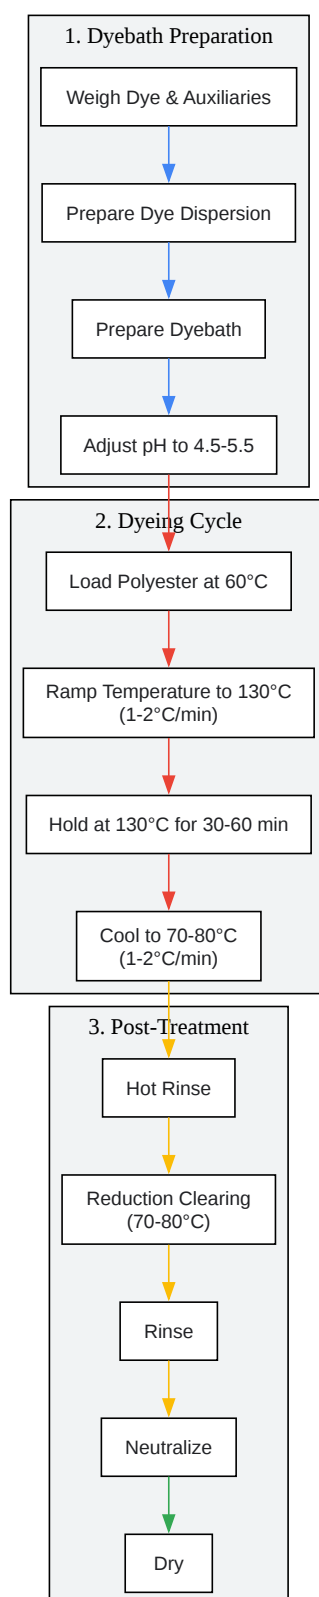 1. Dyebath Preparation
Weigh Dye & Auxiliaries
Prepare Dye Dispersion
Prepare Dyebath
Adjust pH to 4.5-5.5
2. Dyeing Cycle
Load Polyester at 60°C
Ramp Temperature to 130°C
(1-2°C/min)
Hold at 130°C for 30-60 min
Cool to 70-80°C
(1-2°C/min)
3. Post-Treatment
Hot Rinse
Reduction Clearing
(70-80°C)
Rinse
Neutralize
Dry